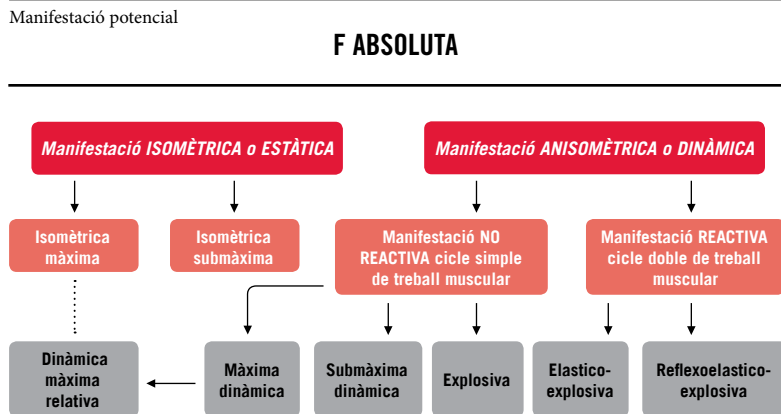 Manifestació potencial
F ABSOLUTA
Manifestació ISOMÈTRICA o ESTÀTICA
Manifestació ANISOMÈTRICA o DINÀMICA
Isomètrica
màxima
Isomètrica
submàxima
Manifestació NO
REACTIVA cicle simple
de treball muscular
Manifestació REACTIVA
cicle doble de treball
muscular
Dinàmica
màxima
relativa
Màxima
dinàmica
Submàxima
dinàmica
Explosiva
Elastico-
explosiva
Reflexoelastico-
explosiva